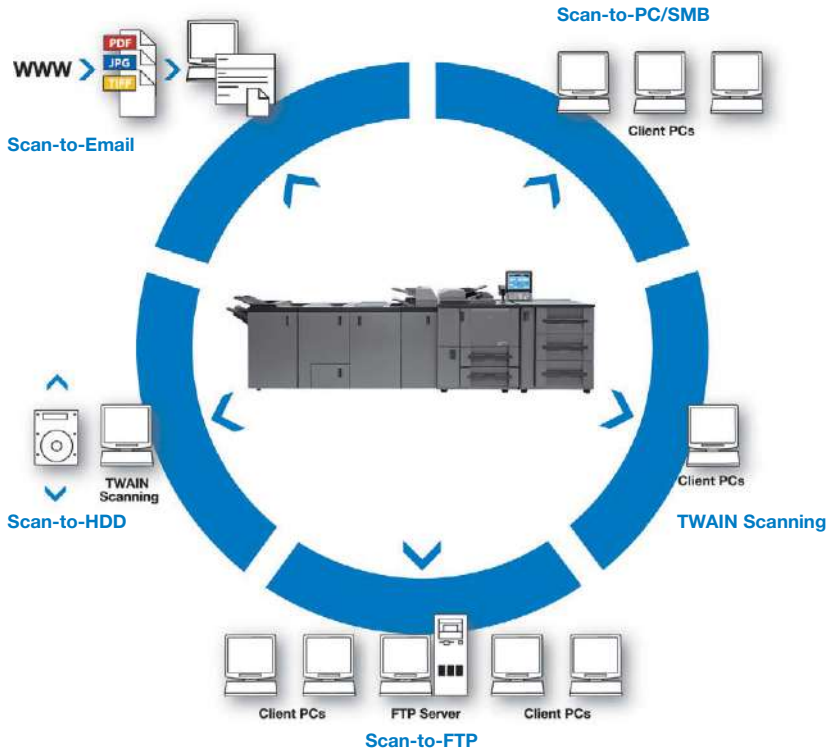 Scan-to-PC/SMB
WWW
PDF
JPG
TIFF
Client PCs
Scan-to-Email
TWAIN
Scanning
Client PCs
Scan-to-HDD
TWAIN Scanning
Client PCs
FTP Server
Client PCs
Scan-to-FTP